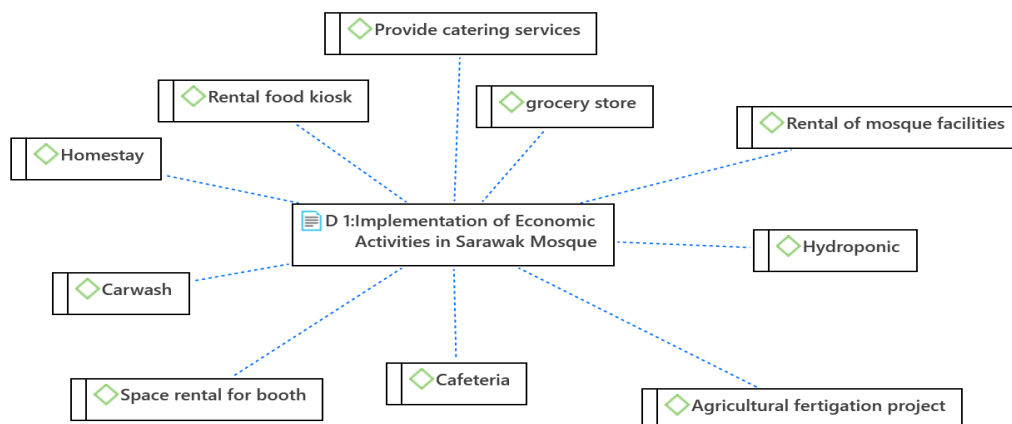 Provide catering services
Rental food kiosk
grocery store
Rental of mosque facilities
Homestay
D 1:Implementation of Economic
Activities in Sarawak Mosque
Hydroponic
Carwash
Cafeteria
Space rental for booth
Agricultural fertigation project